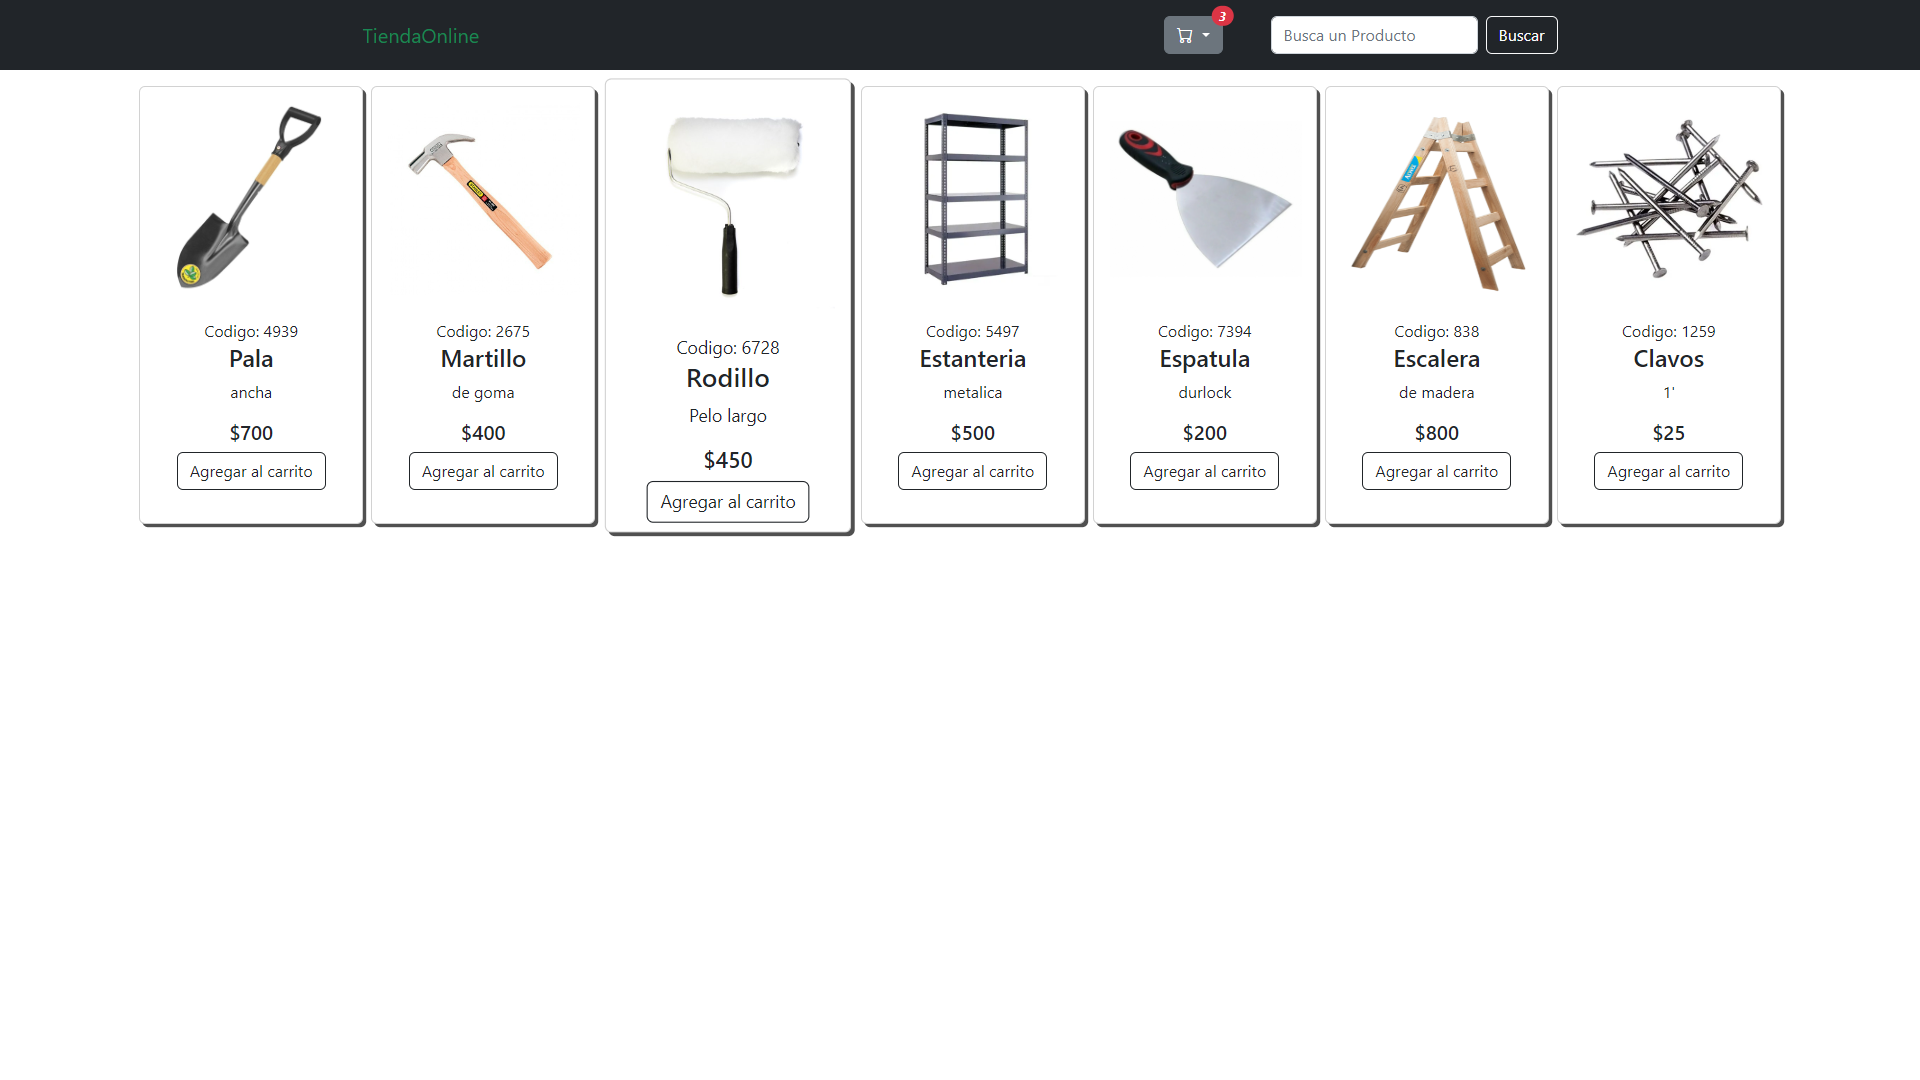 TiendaOnline
3
Busca un Producto
Buscar
Codigo: 4939
Pala
ancha
$700
Agregar al carrito
Codigo: 2675
Martillo
de goma
$400
Agregar al carrito
Codigo: 6728
Rodillo
Pelo largo
$450
Agregar al carrito
Codigo: 5497
Estanteria
metalica
$500
Agregar al carrito
Codigo: 7394
Espatula
durlock
$200
Agregar al carrito
Codigo: 838
Escalera
de madera
$800
Agregar al carrito
Codigo: 1259
Clavos
1'
$25
Agregar al carrito